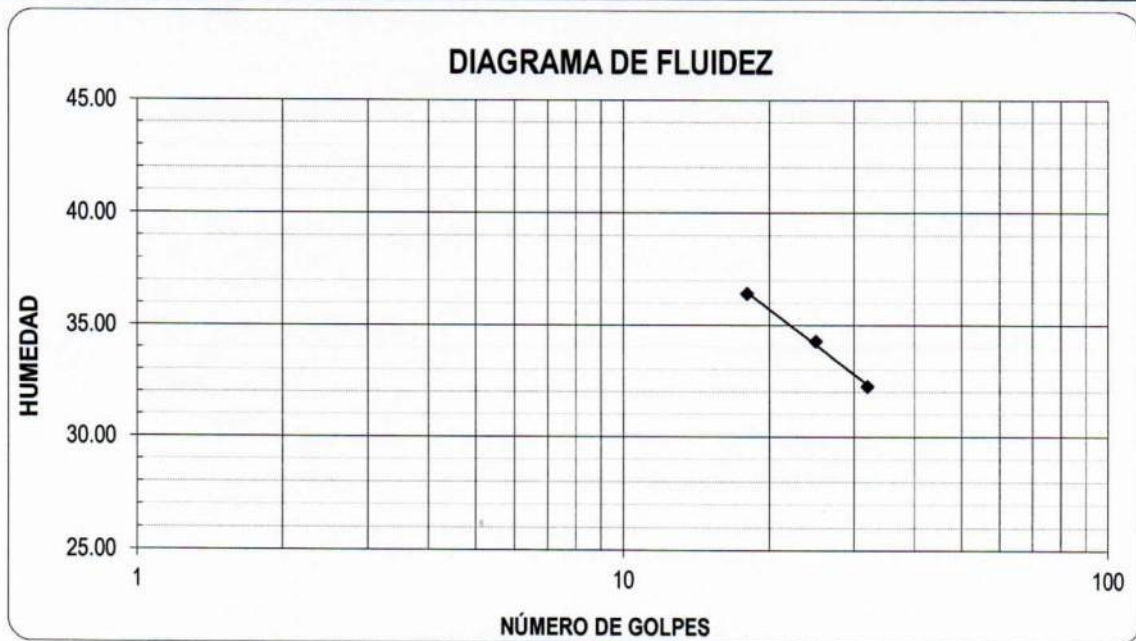 DIAGRAMA DE FLUIDEZ
45.00
40.00
35.00
30.00
25.00
HUMEDAD
1 10 100
NÚMERO DE GOLPES